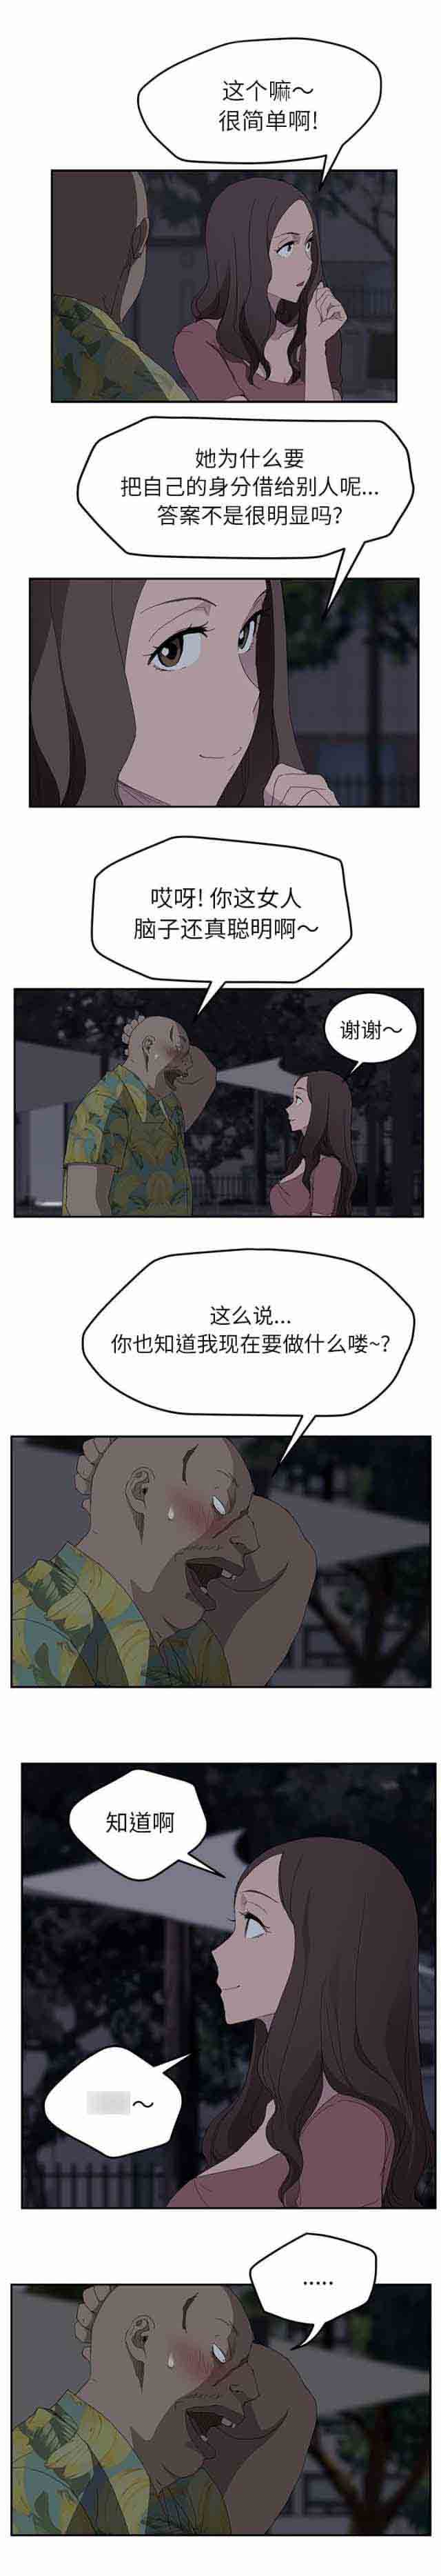 这个嘛～
很简单啊!
她为什么要
把自己的身分借给别人呢...
答案不是很明显吗?
哎呀! 你这女人
脑子还真聪明啊～
谢谢～
这么说...
你也知道我现在要做什么喽~?
知道啊
～
.....